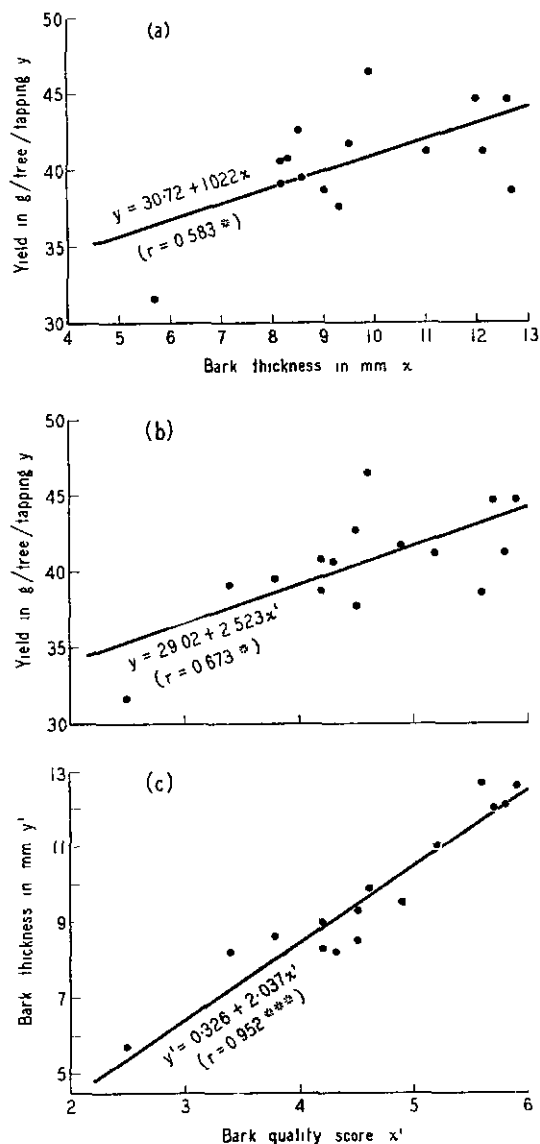 (a)
Yield in g/tree/tapping y
50
45
40
35
30
y = 30·72 + 1022x
(r = 0 583 *)
4 5 6 7 8 9 10 11 12 13
Bark thickness in mm x
(b)
Yield in g/tree/tapping y
50
45
40
35
30
y = 29 02 + 2 523x'
(r = 0 673 *)
(c)
Bark thickness in mm y'
13
11
9
7
5
y' = 0·326 + 2·037x'
(r = 0 952 ***)
2 3 4 5 6
Bark quality score x'